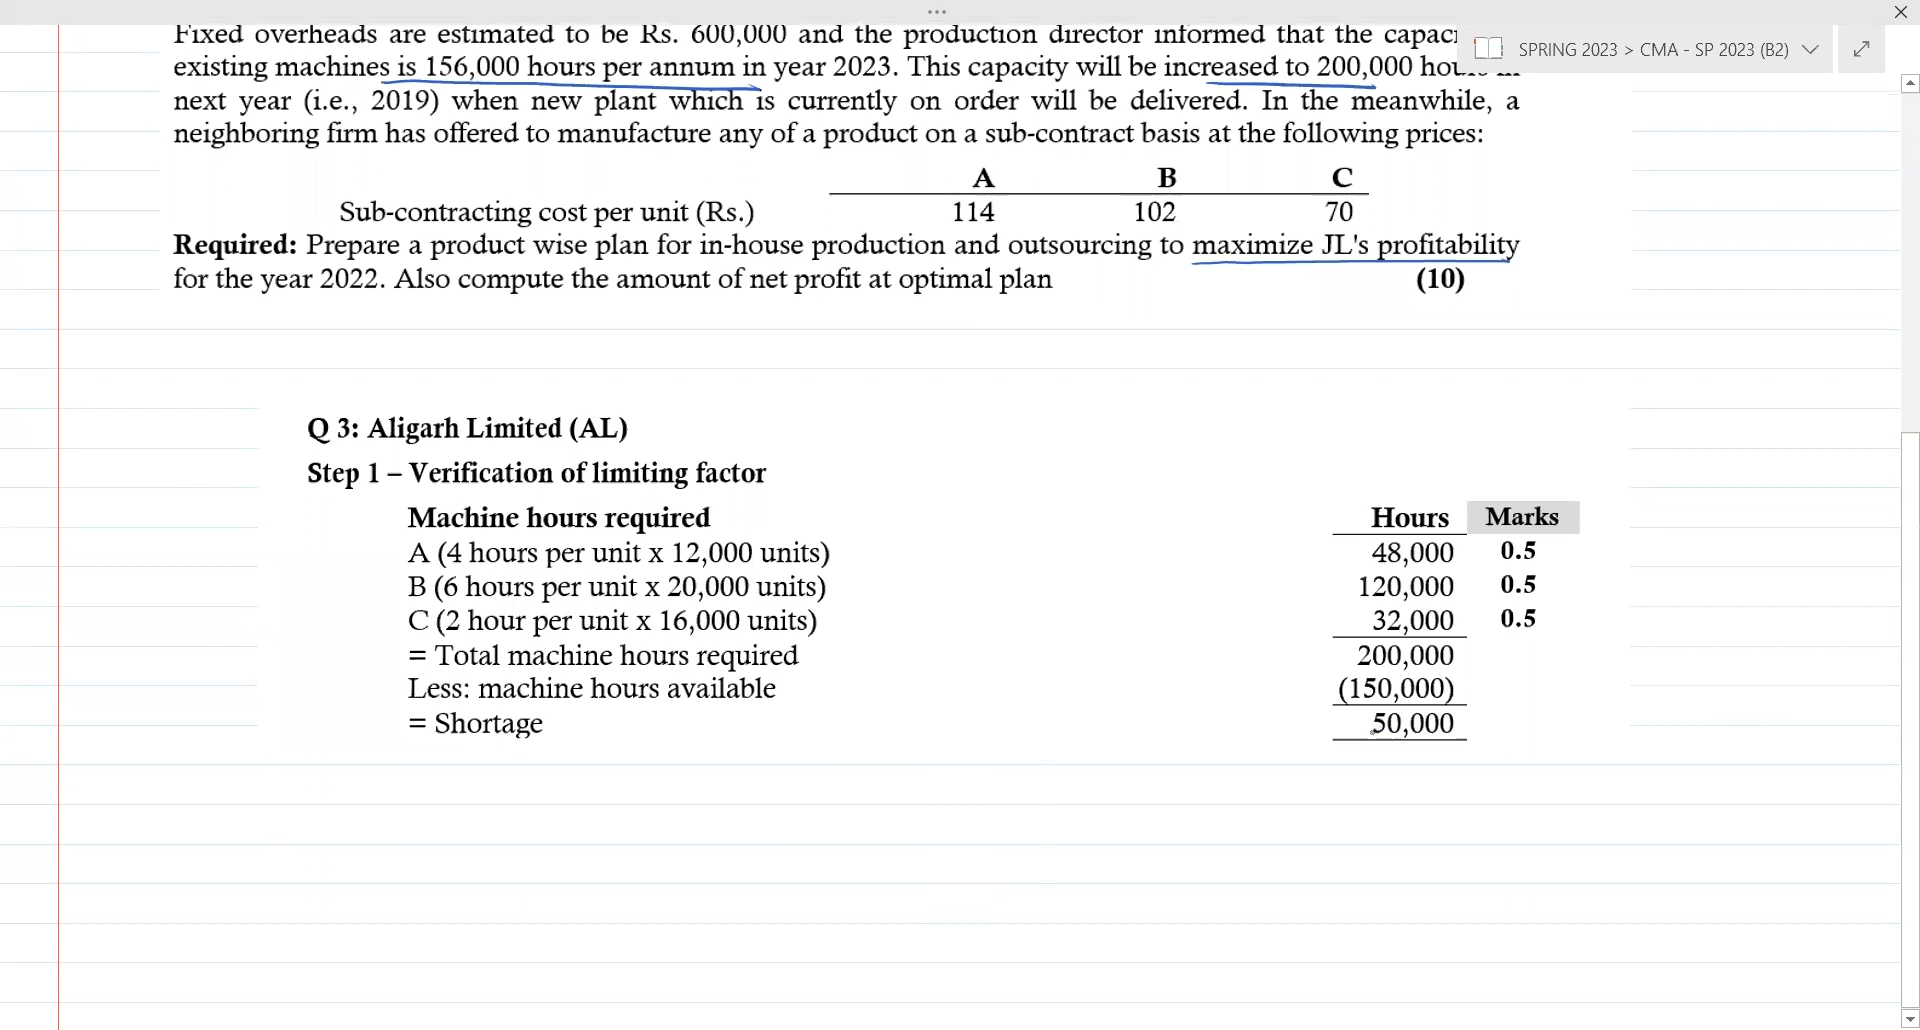 Fixed overheads are estimated to be Rs. 600,000 and the production director informed that the
SPRING 2023 > CMA - SP 2023 (B2)
existing machines is 156,000 hours per annum in year 2023. This capacity will be increased to 200,000
next year (i.e., 2019) when new plant which is currently on order will be delivered. In the meanwhile, a
neighboring firm has offered to manufacture any of a product on a sub-contract basis at the following prices:
A B C
Sub-contracting cost per unit (Rs.) 114 102 70
Required: Prepare a product wise plan for in-house production and outsourcing to maximize JL's profitability
for the year 2022. Also compute the amount of net profit at optimal plan (10)
Q 3: Aligarh Limited (AL)
Step 1 – Verification of limiting factor
Machine hours required Hours Marks
A (4 hours per unit x 12,000 units) 48,000 0.5
B (6 hours per unit x 20,000 units) 120,000 0.5
C (2 hour per unit x 16,000 units) 32,000 0.5
= Total machine hours required 200,000
Less: machine hours available (150,000)
= Shortage 50,000